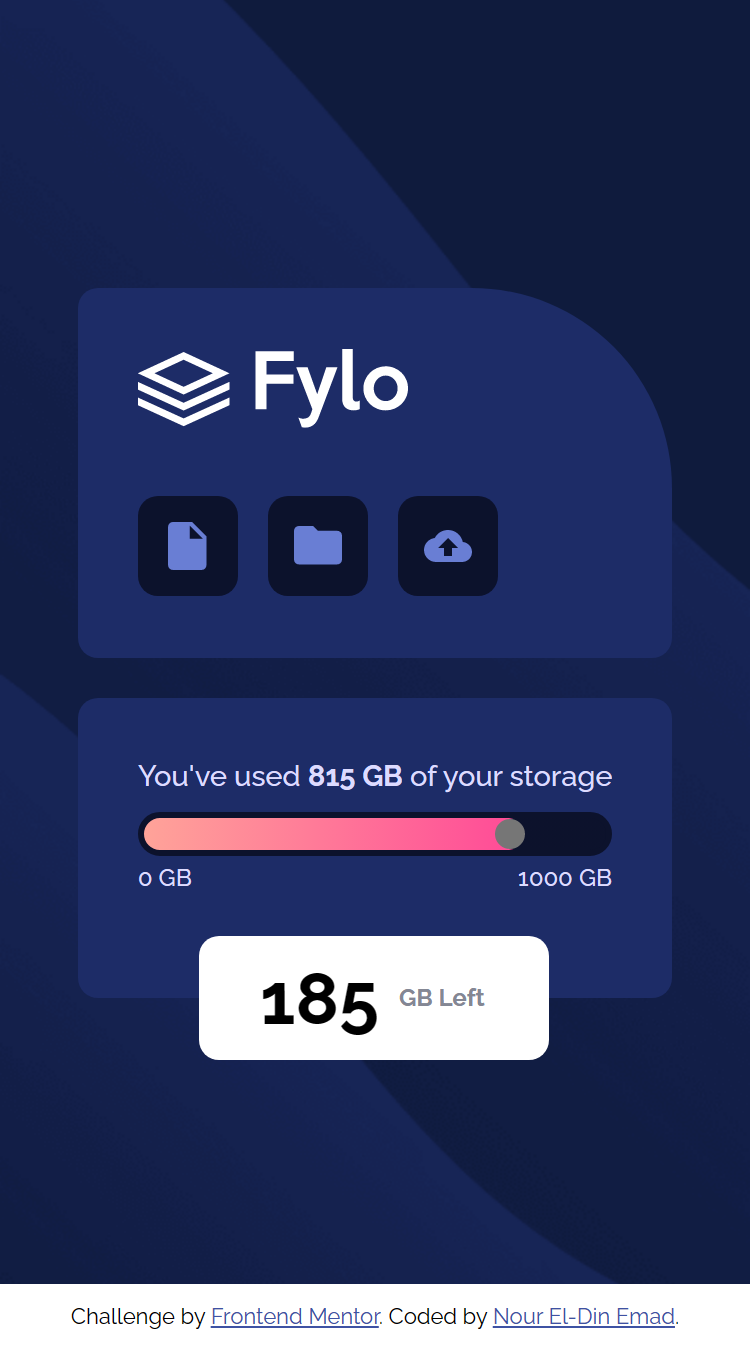 Fylo
You've used 815 GB of your storage
0 GB 1000 GB
185 GB Left
Challenge by Frontend Mentor. Coded by Nour El-Din Emad.